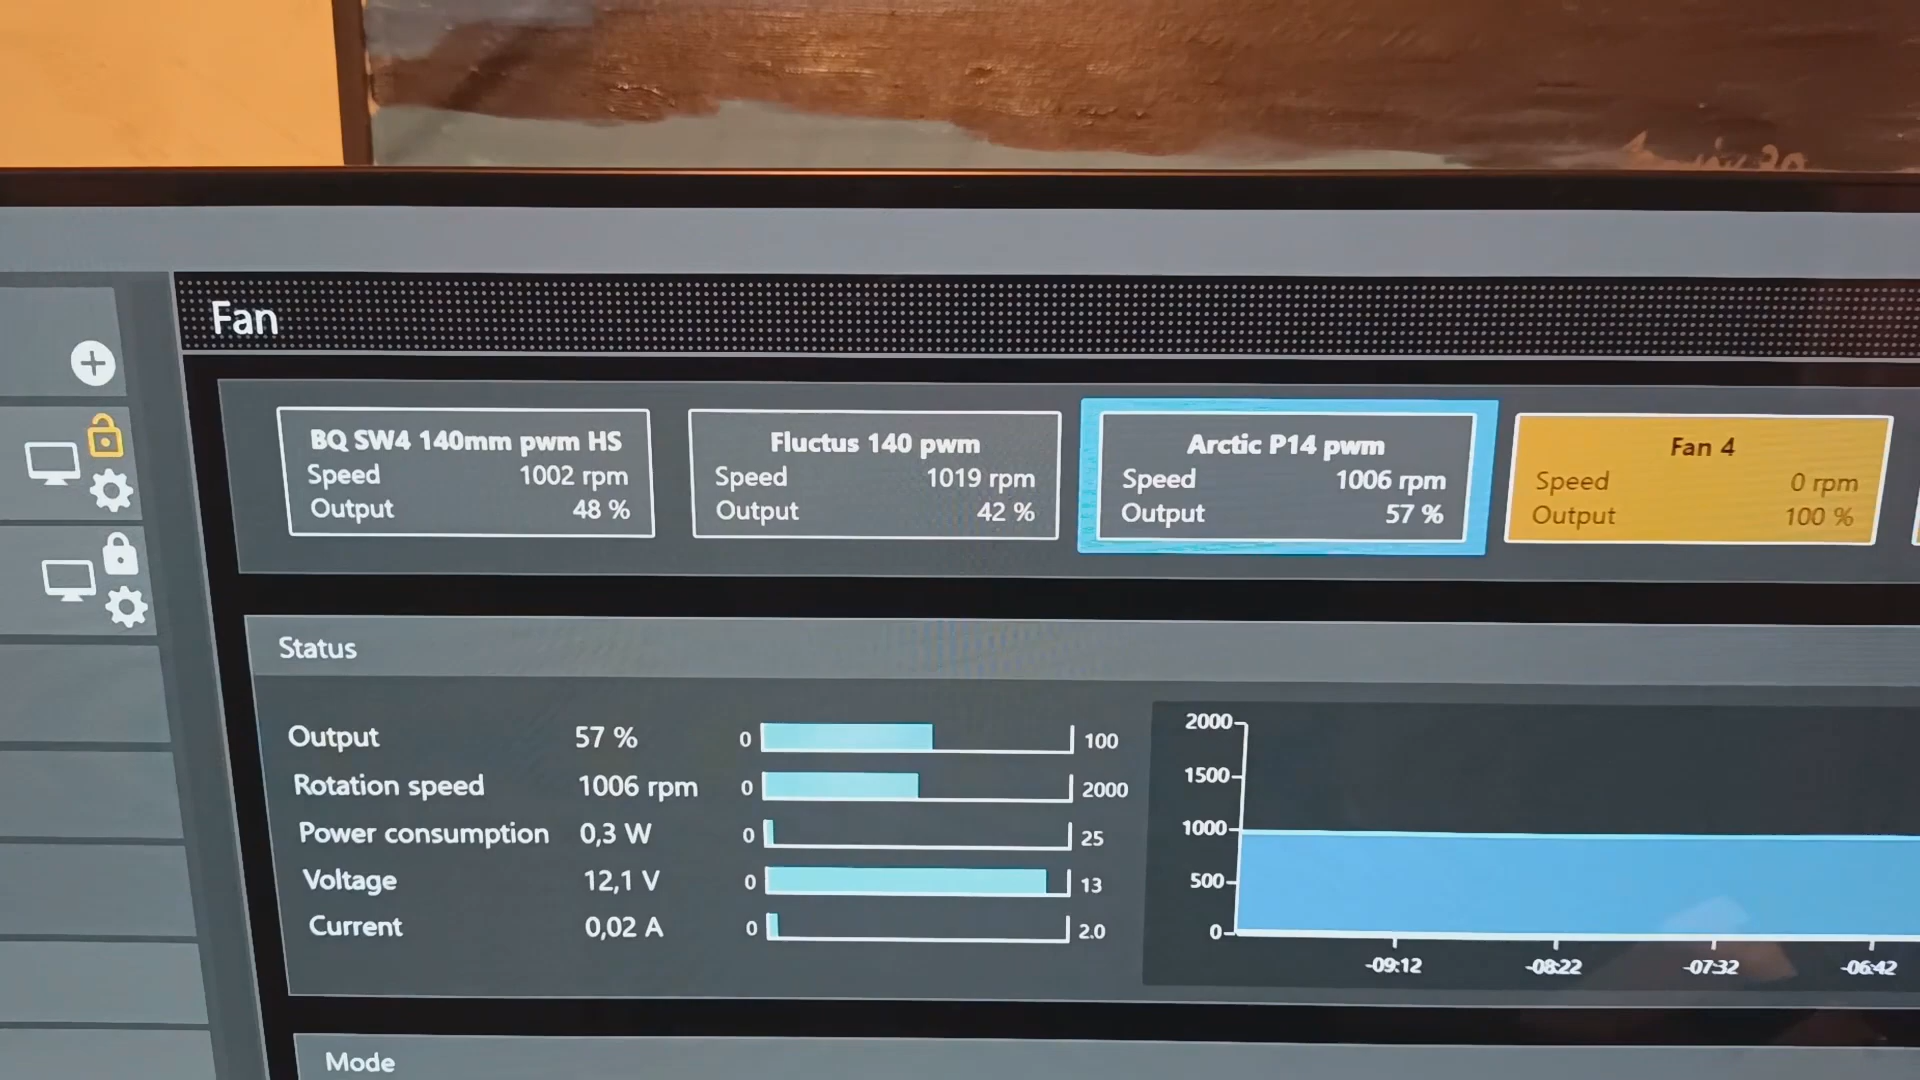 Fan
BQ SW4 140mm pwm HS
Speed 1002 rpm
Output 48 %
Fluctus 140 pwm
Speed 1019 rpm
Output 42 %
Arctic P14 pwm
Speed 1006 rpm
Output 57 %
Fan 4
Speed 0 rpm
Output 100 %
Status
Output 57 % 0 100
Rotation speed 1006 rpm 0 2000
Power consumption 0,3 W 0 25
Voltage 12,1 V 0 13
Current 0,02 A 0 2.0
2000
1500
1000
500
0
-09:12 -08:22 -07:32 -06:42
Mode